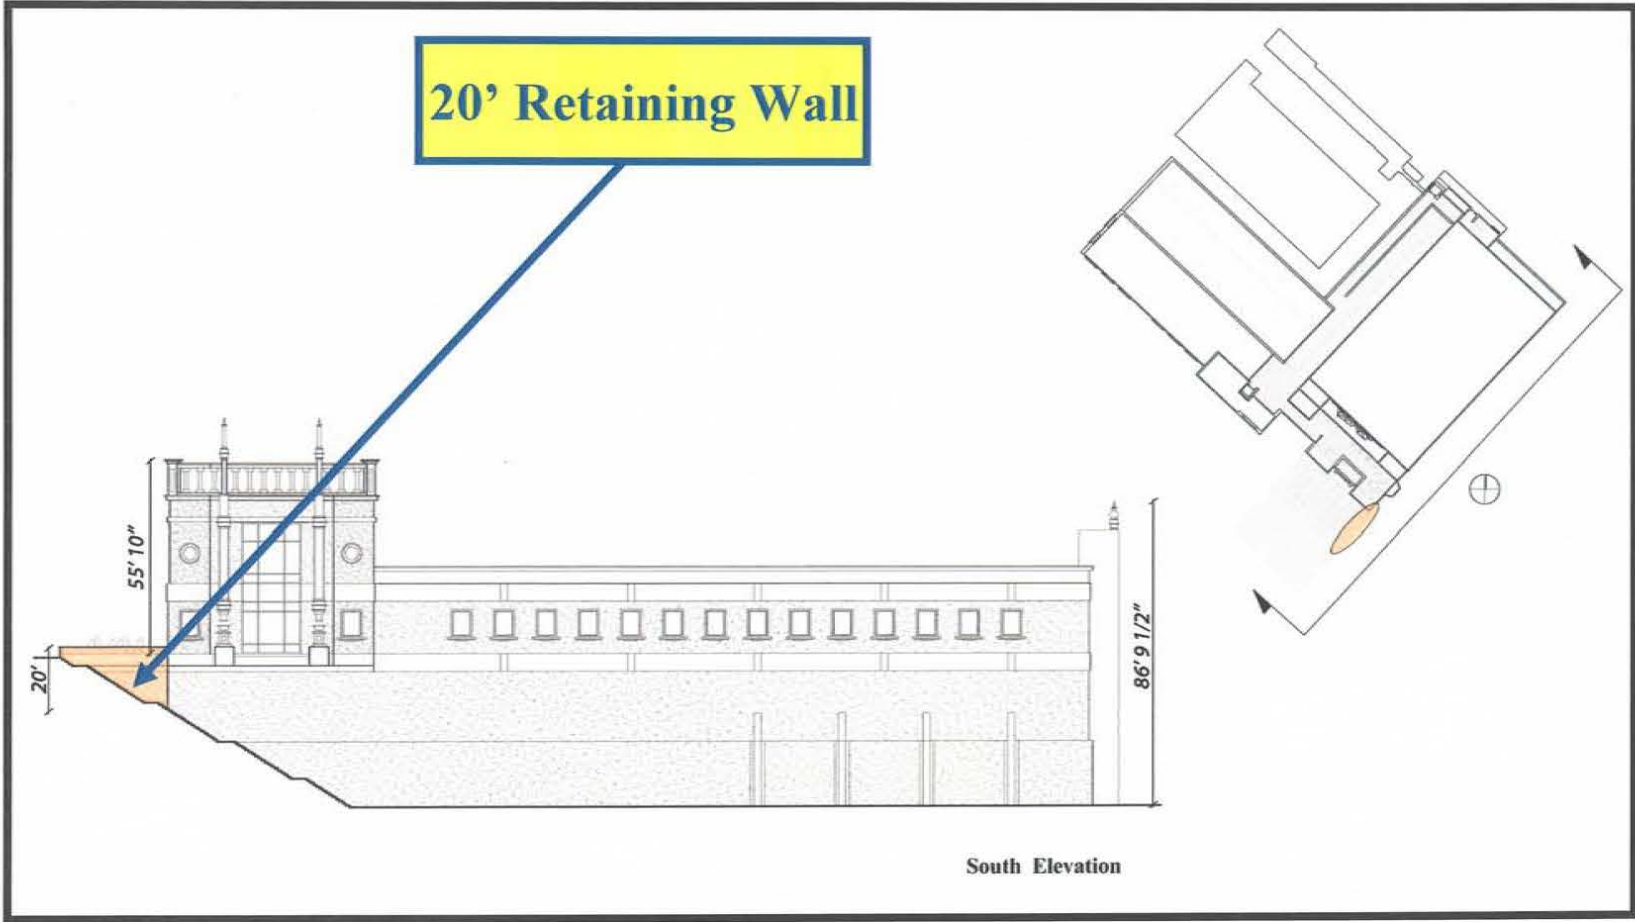 20’ Retaining Wall
55' 10"
20'
86' 9 1/2"
South Elevation